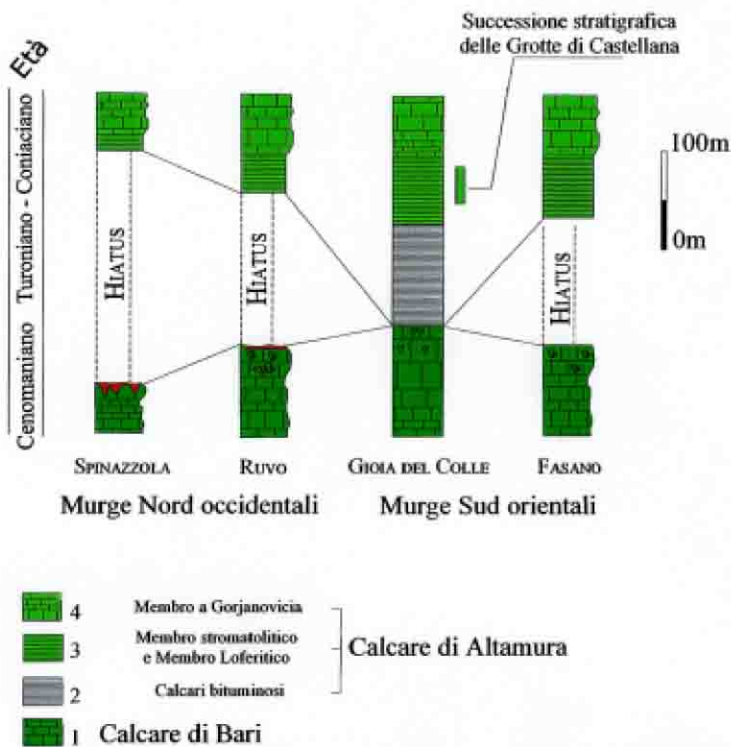 Successione stratigrafica
delle Grotte di Castellana
Età
Turoniano - Coniaciano
Cenomaniano
HIATUS
HIATUS
HIATUS
100m
0m
SPINAZZOLA
RUVO
GIOIA DEL COLLE
FASANO
Murge Nord occidentali
Murge Sud orientali
4 Membro a Gorjanovicia
3 Membro stromatolitico
e Membro Loferitico
Calcare di Altamura
2 Calcari bituminosi
1 Calcare di Bari